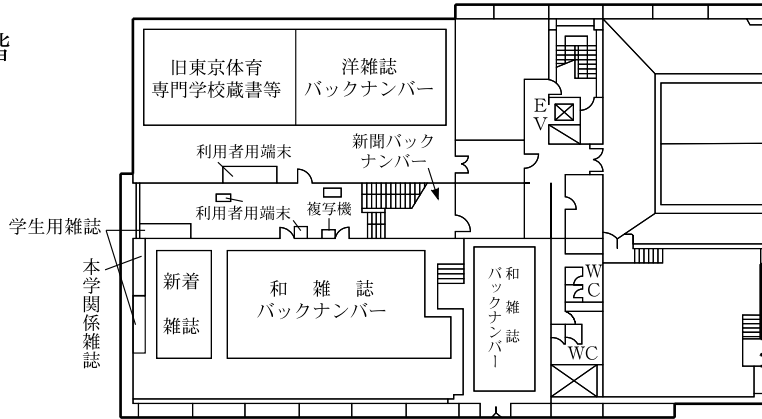 階
旧東京体育
専門学校蔵書等
洋雑誌
バックナンバー
E
V
新聞バック
ナンバー
利用者用端末
利用者用端末
複写機
学生用雑誌
本学関係雑誌
新着
雑誌
和雑誌
バックナンバー
和雑誌
バックナンバー
W
C
WC